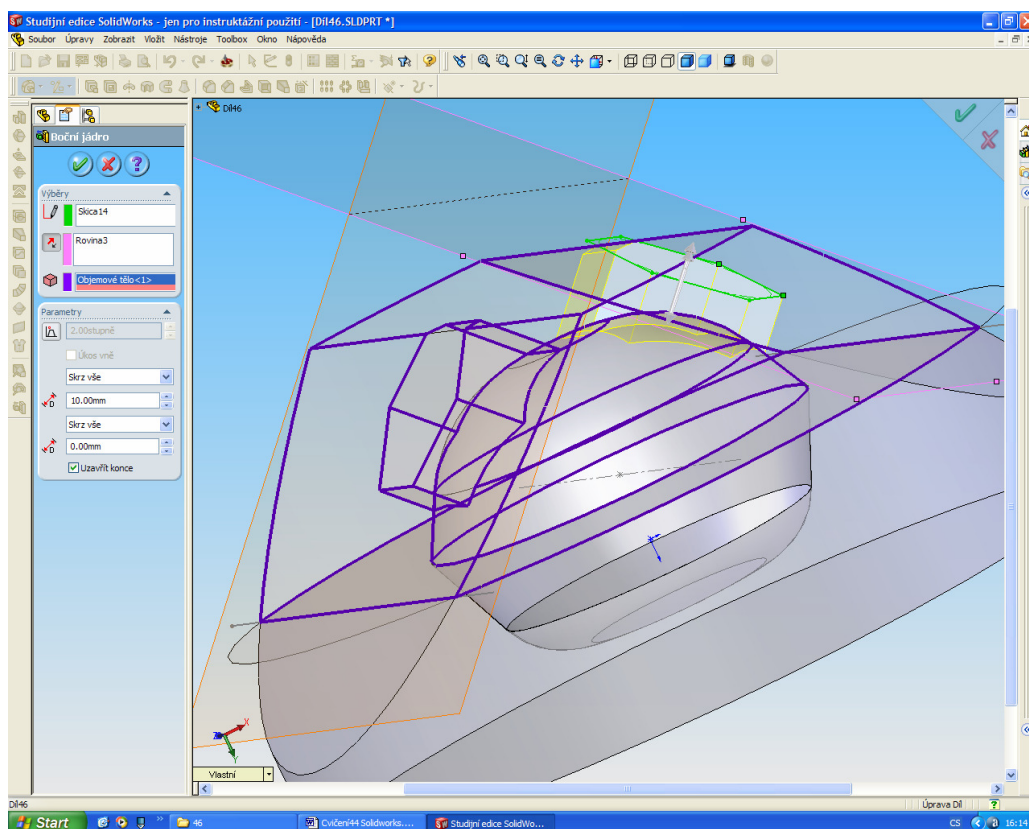 Studijní edice SolidWorks - jen pro instruktážní použití - [Díl46.SLDPRT *]
Soubor Úpravy Zobrazit Vložit Nástroje Toolbox Okno Nápověda
Díl46
Boční jádro
Výběry
Skica14
Rovina3
Objemové tělo<1>
Parametry
2.00stupně
Úkos vně
Skrz vše
10.00mm
Skrz vše
0.00mm
Uzavřít konce
X
Y
Z
Vlastní
Díl46
Úprava Díl
Start
46
Cvičení44 Solidworks....
Studijní edice SolidWo...
CS
16:14